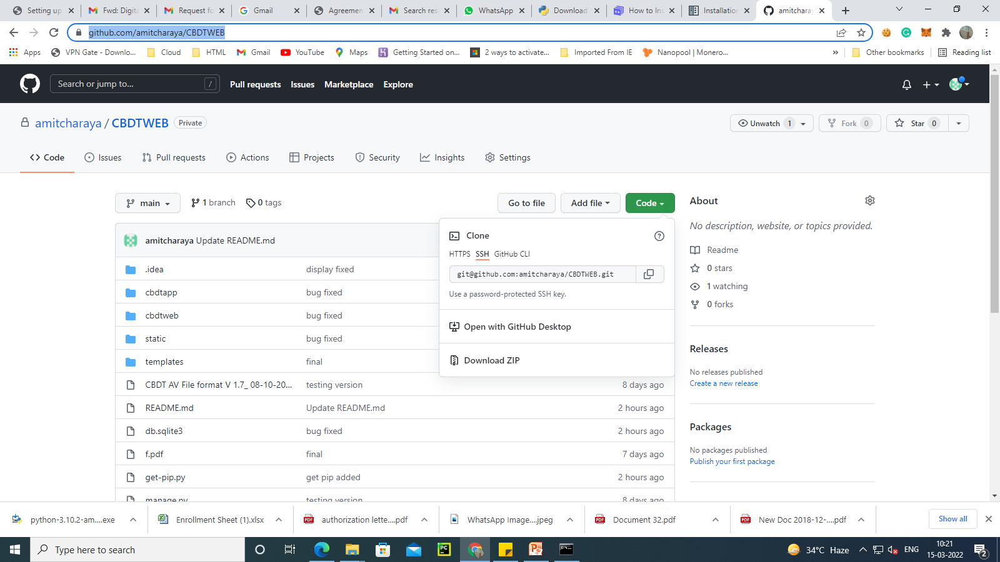 Setting up
Fwd: Digita
Request fo
Gmail
Agreemen
Search res
WhatsApp
Download
How to Ins
Installation
amitcharay
github.com/amitcharaya/CBDTWEB
Apps
VPN Gate - Downlo...
Cloud
HTML
Gmail
YouTube
Maps
Getting Started on...
2 ways to activate...
Imported From IE
Nanopool | Monero...
»
Other bookmarks
Reading list
Search or jump to...
/
Pull requests
Issues
Marketplace
Explore
amitcharaya / CBDTWEB
Private
Unwatch 1
Fork 0
Star 0
Code
Issues
Pull requests
Actions
Projects
Security
Insights
Settings
main
1 branch
0 tags
Go to file
Add file
Code
About
No description, website, or topics provided.
Readme
0 stars
1 watching
0 forks
Releases
No releases published
Create a new release
Packages
No packages published
Publish your first package
Clone
HTTPS SSH GitHub CLI
git@github.com:amitcharaya/CBDTWEB.git
Use a password-protected SSH key.
Open with GitHub Desktop
Download ZIP
amitcharaya Update README.md
.idea display fixed
cbdtapp bug fixed
cbdtweb bug fixed
static bug fixed
templates final
CBDT AV File format V 1.7_ 08-10-20... testing version 8 days ago
README.md Update README.md 2 hours ago
db.sqlite3 bug fixed 2 hours ago
f.pdf final 7 days ago
get-pip.py get pip added 2 hours ago
manage.py testing version 8 days ago
python-3.10.2-am....exe
Enrollment Sheet (1).xlsx
authorization lette....pdf
WhatsApp Image....jpeg
Document 32.pdf
New Doc 2018-12-....pdf
Show all
Type here to search
34°C Haze
ENG
10:21
15-03-2022
2